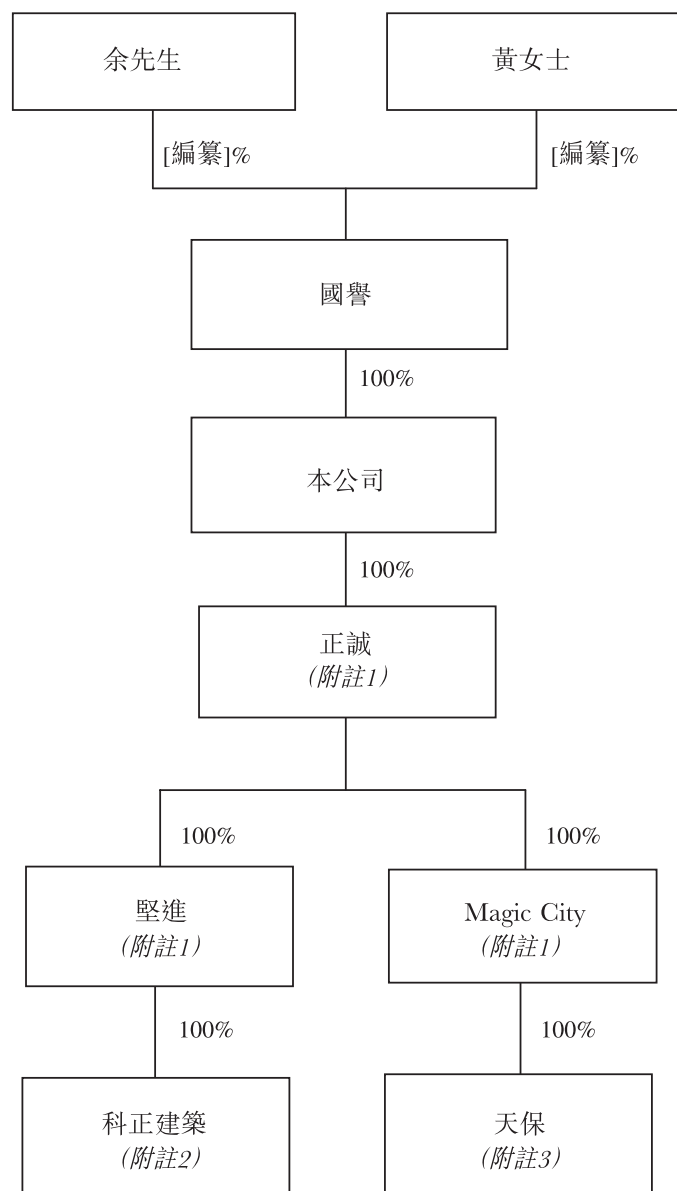 余先生
黃女士
[編纂]%
[編纂]%
國譽
100%
本公司
100%
正誠
(附註1)
100%
100%
堅進
(附註1)
Magic City
(附註1)
100%
100%
科正建築
(附註2)
天保
(附註3)